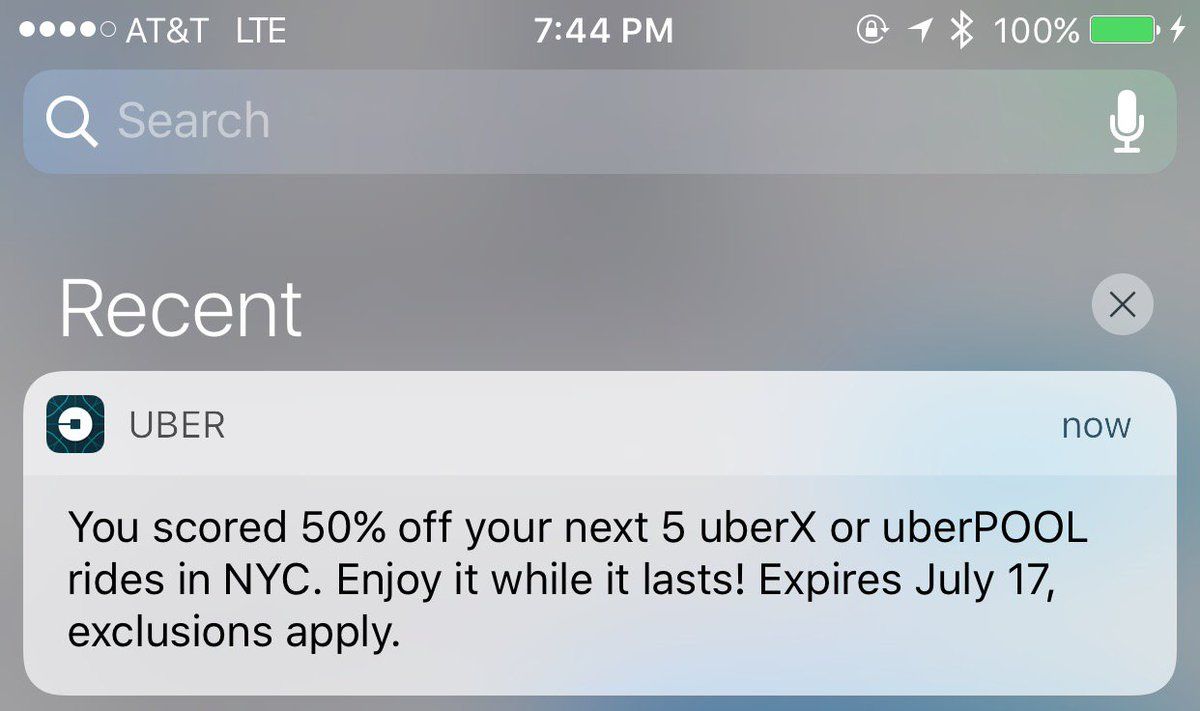 AT&T LTE 7:44 PM 100%
Search
Recent
UBER now
You scored 50% off your next 5 uberX or uberPOOL
rides in NYC. Enjoy it while it lasts! Expires July 17,
exclusions apply.